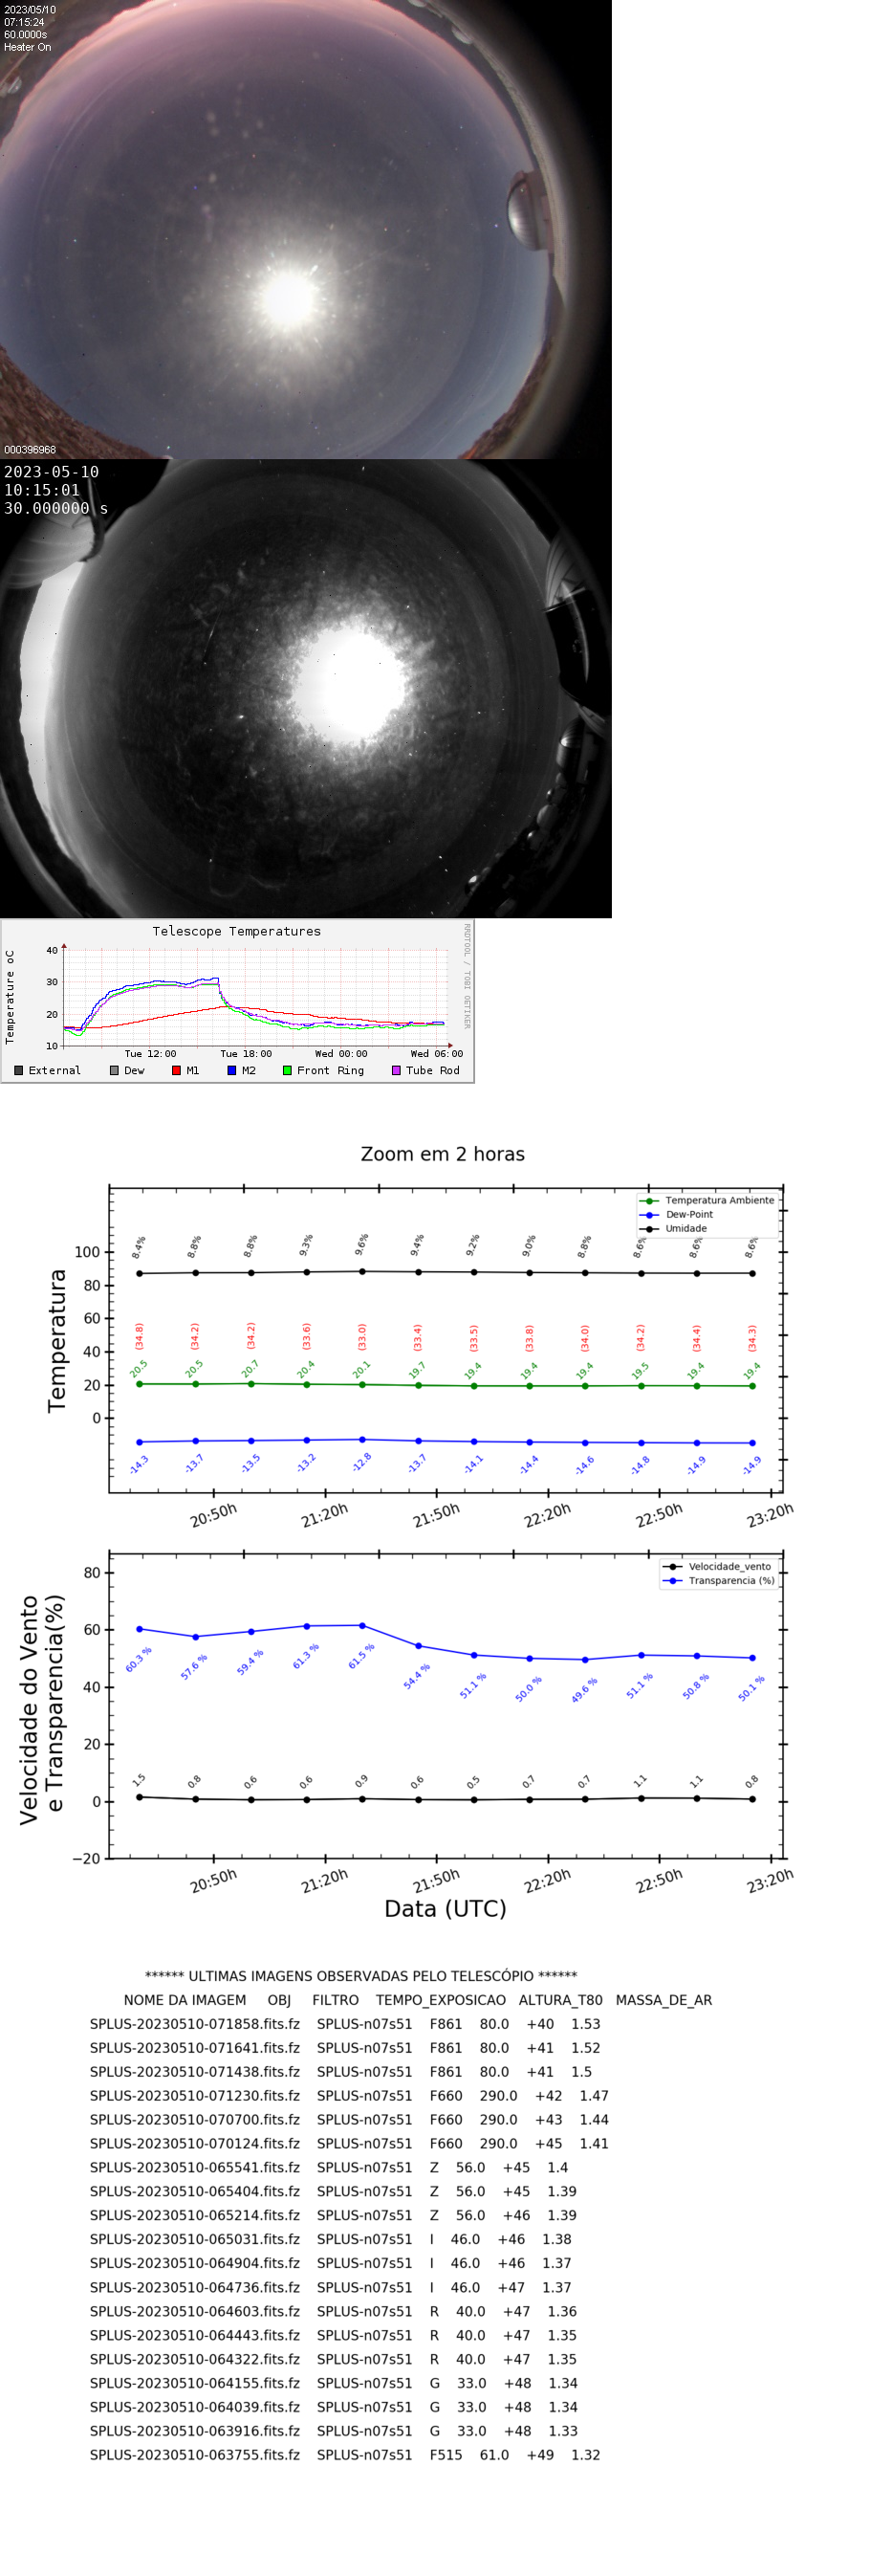 2023/05/10
07:15:24
60.0000s
Heater On
000396968
2023-05-10
10:15:01
30.000000 s
Telescope Temperatures
RRDTOOL / TOBI OETIKER
Temperature oC
40
30
20
10
Tue 12:00 Tue 18:00 Wed 00:00 Wed 06:00
External Dew M1 M2 Front Ring Tube Rod
Zoom em 2 horas
Temperatura Ambiente
Dew-Point
Umidade
8.4% 8.8% 8.8% 9.3% 9.6% 9.4% 9.2% 9.0% 8.8% 8.6% 8.6% 8.6%
Temperatura
100
80
60
40
20
0
(34.8) (34.2) (34.2) (33.6) (33.0) (33.4) (33.5) (33.8) (34.0) (34.2) (34.4) (34.3)
20.5 20.5 20.7 20.4 20.1 19.7 19.4 19.4 19.4 19.5 19.4 19.4
-14.3 -13.7 -13.5 -13.2 -12.8 -13.7 -14.1 -14.4 -14.6 -14.8 -14.9 -14.9
20:50h 21:20h 21:50h 22:20h 22:50h 23:20h
Velocidade_vento
Transparencia (%)
Velocidade do Vento
e Transparencia(%)
80
60
40
20
0
−20
60.3 % 57.6 % 59.4 % 61.3 % 61.5 % 54.4 % 51.1 % 50.0 % 49.6 % 51.1 % 50.8 % 50.1 %
1.5 0.8 0.6 0.6 0.9 0.6 0.5 0.7 0.7 1.1 1.1 0.8
20:50h 21:20h 21:50h 22:20h 22:50h 23:20h
Data (UTC)
****** ULTIMAS IMAGENS OBSERVADAS PELO TELESCÓPIO ******
NOME DA IMAGEM OBJ FILTRO TEMPO_EXPOSICAO ALTURA_T80 MASSA_DE_AR
SPLUS-20230510-071858.fits.fz SPLUS-n07s51 F861 80.0 +40 1.53
SPLUS-20230510-071641.fits.fz SPLUS-n07s51 F861 80.0 +41 1.52
SPLUS-20230510-071438.fits.fz SPLUS-n07s51 F861 80.0 +41 1.5
SPLUS-20230510-071230.fits.fz SPLUS-n07s51 F660 290.0 +42 1.47
SPLUS-20230510-070700.fits.fz SPLUS-n07s51 F660 290.0 +43 1.44
SPLUS-20230510-070124.fits.fz SPLUS-n07s51 F660 290.0 +45 1.41
SPLUS-20230510-065541.fits.fz SPLUS-n07s51 Z 56.0 +45 1.4
SPLUS-20230510-065404.fits.fz SPLUS-n07s51 Z 56.0 +45 1.39
SPLUS-20230510-065214.fits.fz SPLUS-n07s51 Z 56.0 +46 1.39
SPLUS-20230510-065031.fits.fz SPLUS-n07s51 I 46.0 +46 1.38
SPLUS-20230510-064904.fits.fz SPLUS-n07s51 I 46.0 +46 1.37
SPLUS-20230510-064736.fits.fz SPLUS-n07s51 I 46.0 +47 1.37
SPLUS-20230510-064603.fits.fz SPLUS-n07s51 R 40.0 +47 1.36
SPLUS-20230510-064443.fits.fz SPLUS-n07s51 R 40.0 +47 1.35
SPLUS-20230510-064322.fits.fz SPLUS-n07s51 R 40.0 +47 1.35
SPLUS-20230510-064155.fits.fz SPLUS-n07s51 G 33.0 +48 1.34
SPLUS-20230510-064039.fits.fz SPLUS-n07s51 G 33.0 +48 1.34
SPLUS-20230510-063916.fits.fz SPLUS-n07s51 G 33.0 +48 1.33
SPLUS-20230510-063755.fits.fz SPLUS-n07s51 F515 61.0 +49 1.32